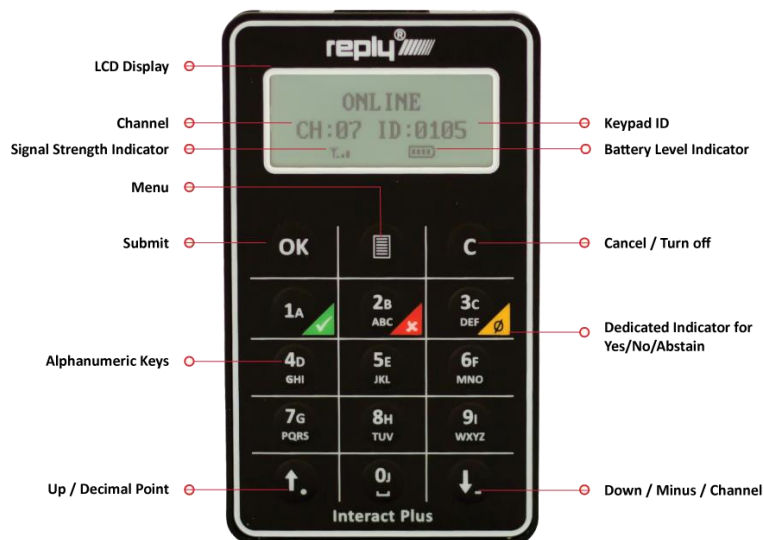 reply®
LCD Display
ONLINE
Channel
CH:07 ID:0105
Keypad ID
Signal Strength Indicator
Battery Level Indicator
Menu
Submit
OK
C
Cancel / Turn off
1A
2B
ABC
3C
DEF
Dedicated Indicator for
Yes/No/Abstain
Alphanumeric Keys
4D
GHI
5E
JKL
6F
MNO
7G
PQRS
8H
TUV
9I
WXYZ
Up / Decimal Point
.
0J
-
Down / Minus / Channel
Interact Plus